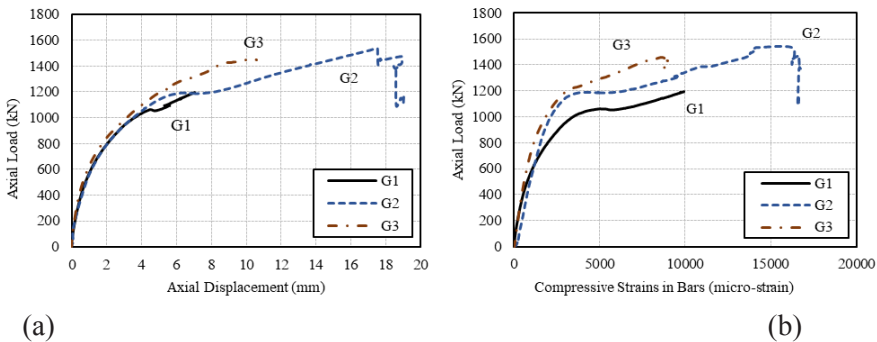 1800
1600
1400
1200
1000
800
600
400
200
0
Axial Load (kN)
G3
G2
G1
G1
G2
G3
0 2 4 6 8 10 12 14 16 18 20
Axial Displacement (mm)
(a)
1800
1600
1400
1200
1000
800
600
400
200
0
Axial Load (kN)
G2
G3
G1
G1
G2
G3
0 5000 10000 15000 20000
Compressive Strains in Bars (micro-strain)
(b)